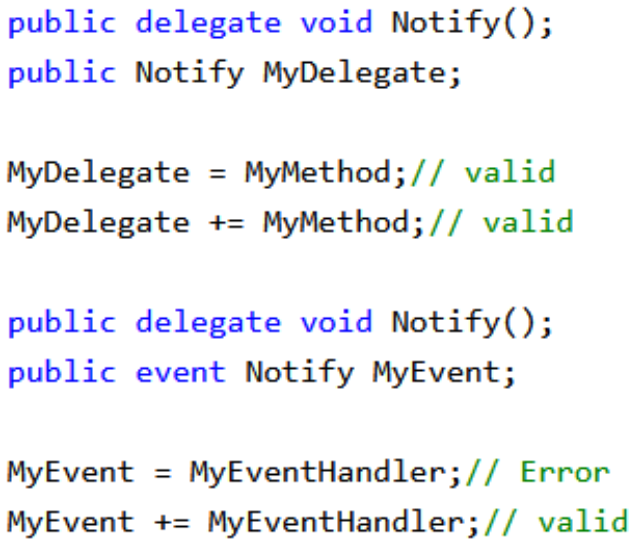 public delegate void Notify();
public Notify MyDelegate;
MyDelegate = MyMethod;// valid
MyDelegate += MyMethod;// valid
public delegate void Notify();
public event Notify MyEvent;
MyEvent = MyEventHandler;// Error
MyEvent += MyEventHandler;// valid